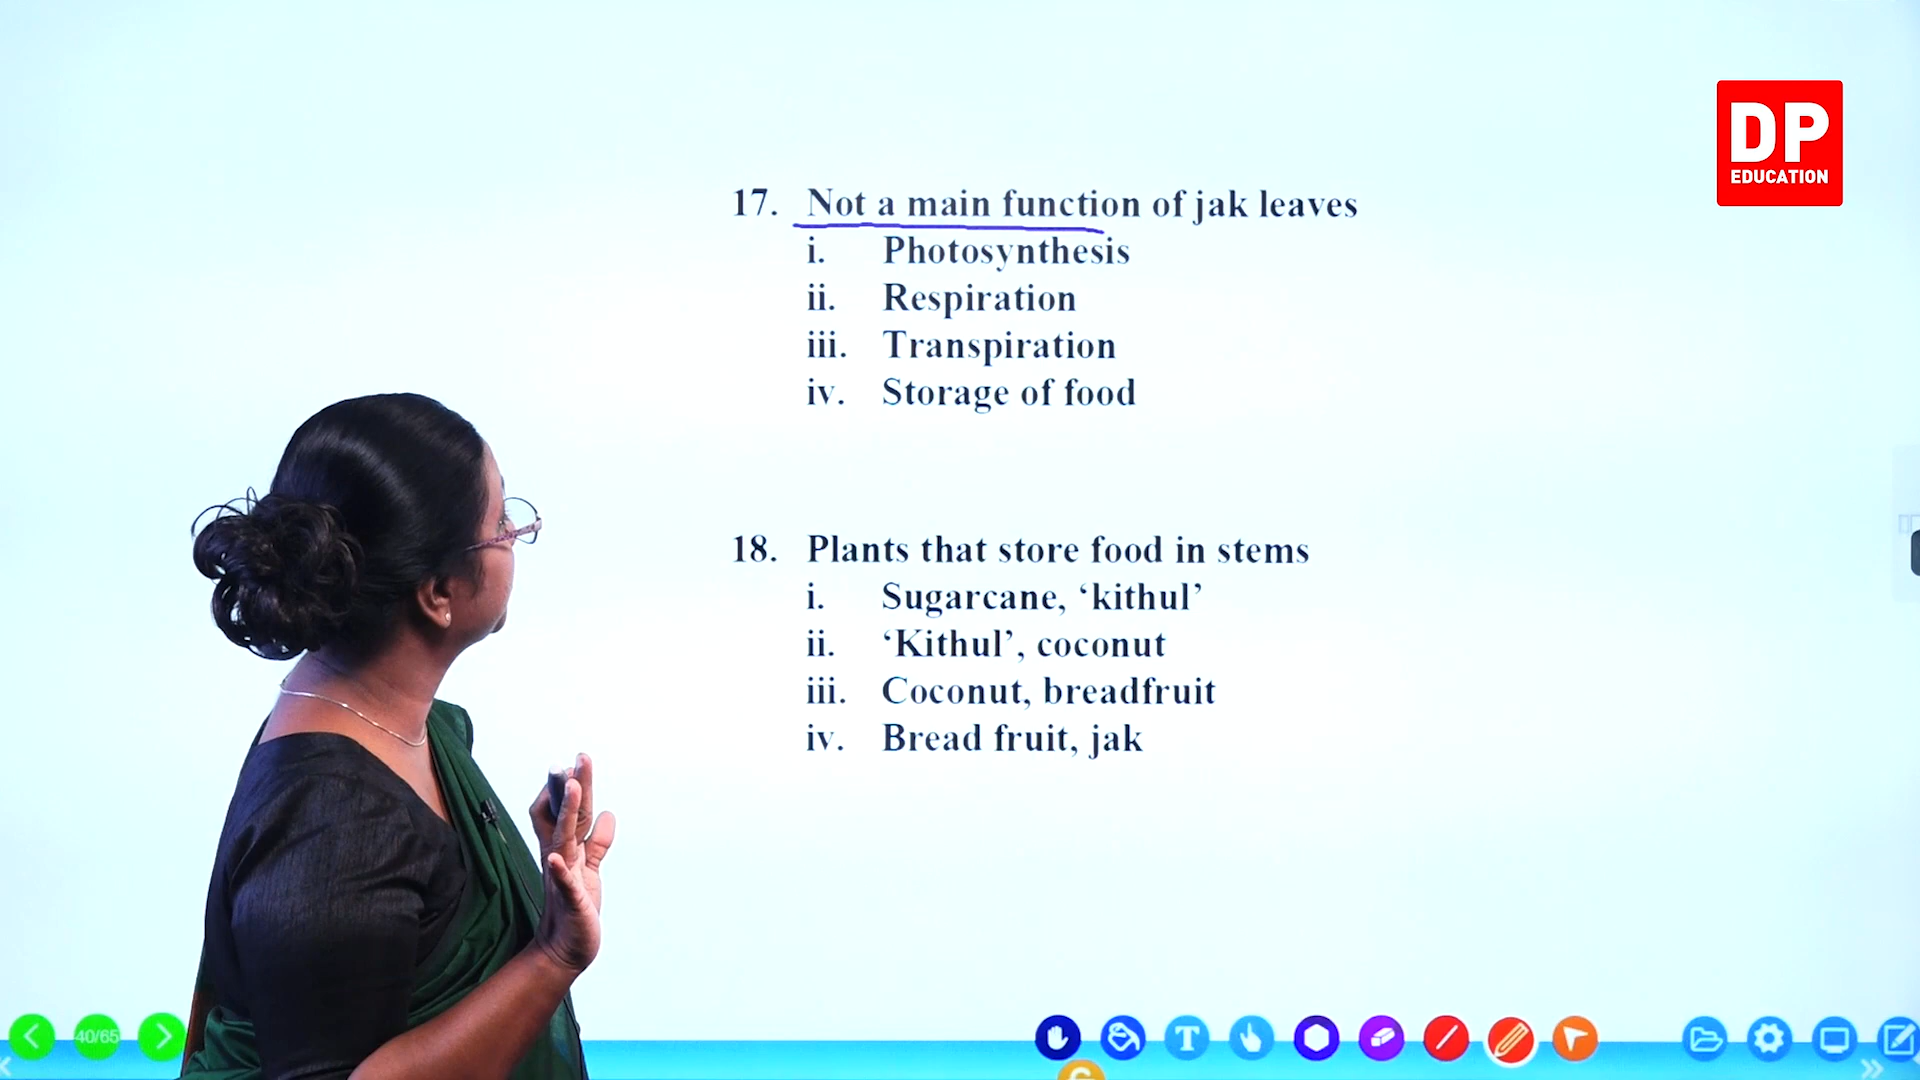 DP
EDUCATION
17. Not a main function of jak leaves
i. Photosynthesis
ii. Respiration
iii. Transpiration
iv. Storage of food
18. Plants that store food in stems
i. Sugarcane, ‘kithul’
ii. ‘Kithul’, coconut
iii. Coconut, breadfruit
iv. Bread fruit, jak
40/65
T